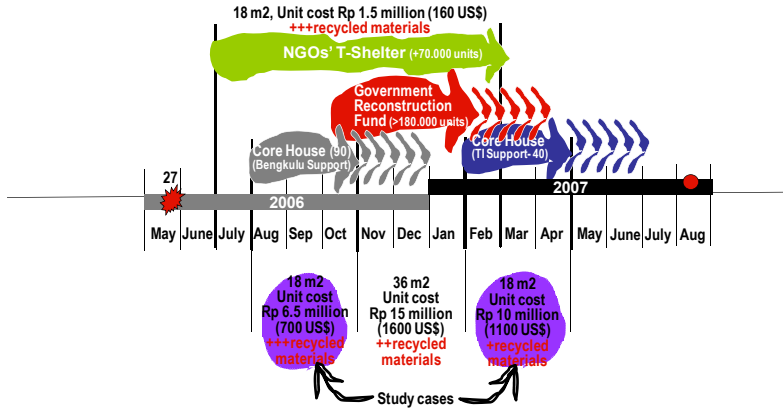 18 m2, Unit cost Rp 1.5 million (160 US$)
+++recycled materials
NGOs' T-Shelter (+70.000 units)
Government
Reconstruction
Fund (>180.000 units)
Core House (90)
(Bengkulu Support)
Core House
(TI Support- 40)
27
2006
2007
May June July Aug Sep Oct Nov Dec Jan Feb Mar Apr May June July Aug
18 m2
Unit cost
Rp 6.5 million
(700 US$)
+++recycled
materials
36 m2
Unit cost
Rp 15 million
(1600 US$)
++recycled
materials
18 m2
Unit cost
Rp 10 million
(1100 US$)
+recycled
materials
Study cases